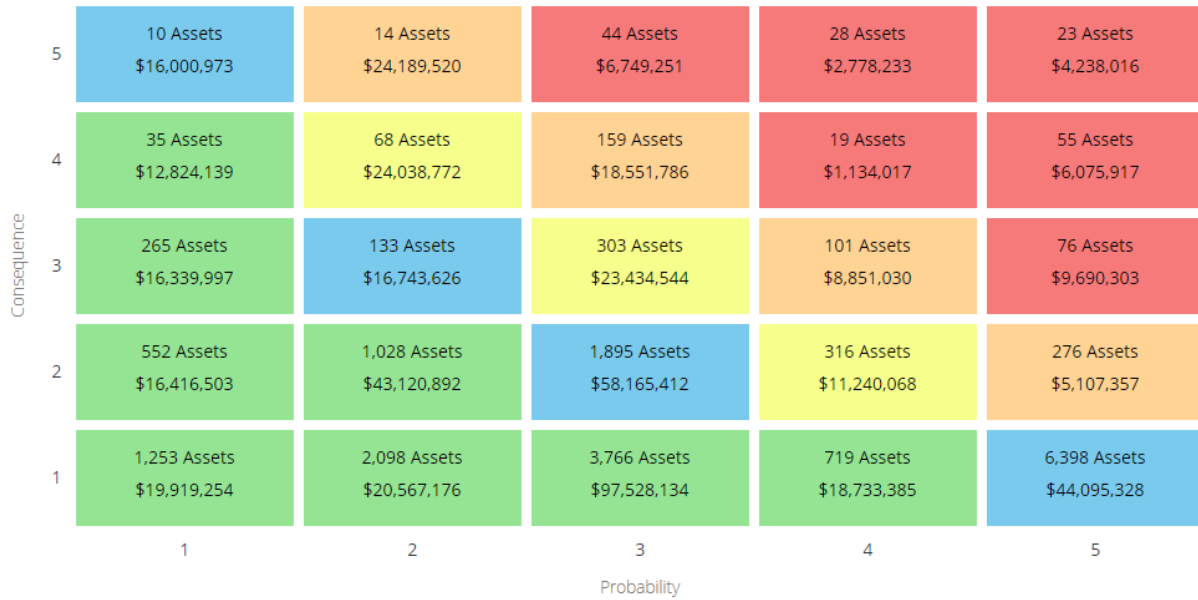 10 Assets
$16,000,973
14 Assets
$24,189,520
44 Assets
$6,749,251
28 Assets
$2,778,233
23 Assets
$4,238,016
5
35 Assets
$12,824,139
68 Assets
$24,038,772
159 Assets
$18,551,786
19 Assets
$1,134,017
55 Assets
$6,075,917
4
Consequence
265 Assets
$16,339,997
133 Assets
$16,743,626
303 Assets
$23,434,544
101 Assets
$8,851,030
76 Assets
$9,690,303
3
552 Assets
$16,416,503
1,028 Assets
$43,120,892
1,895 Assets
$58,165,412
316 Assets
$11,240,068
276 Assets
$5,107,357
2
1,253 Assets
$19,919,254
2,098 Assets
$20,567,176
3,766 Assets
$97,528,134
719 Assets
$18,733,385
6,398 Assets
$44,095,328
1
1
2
3
4
5
Probability